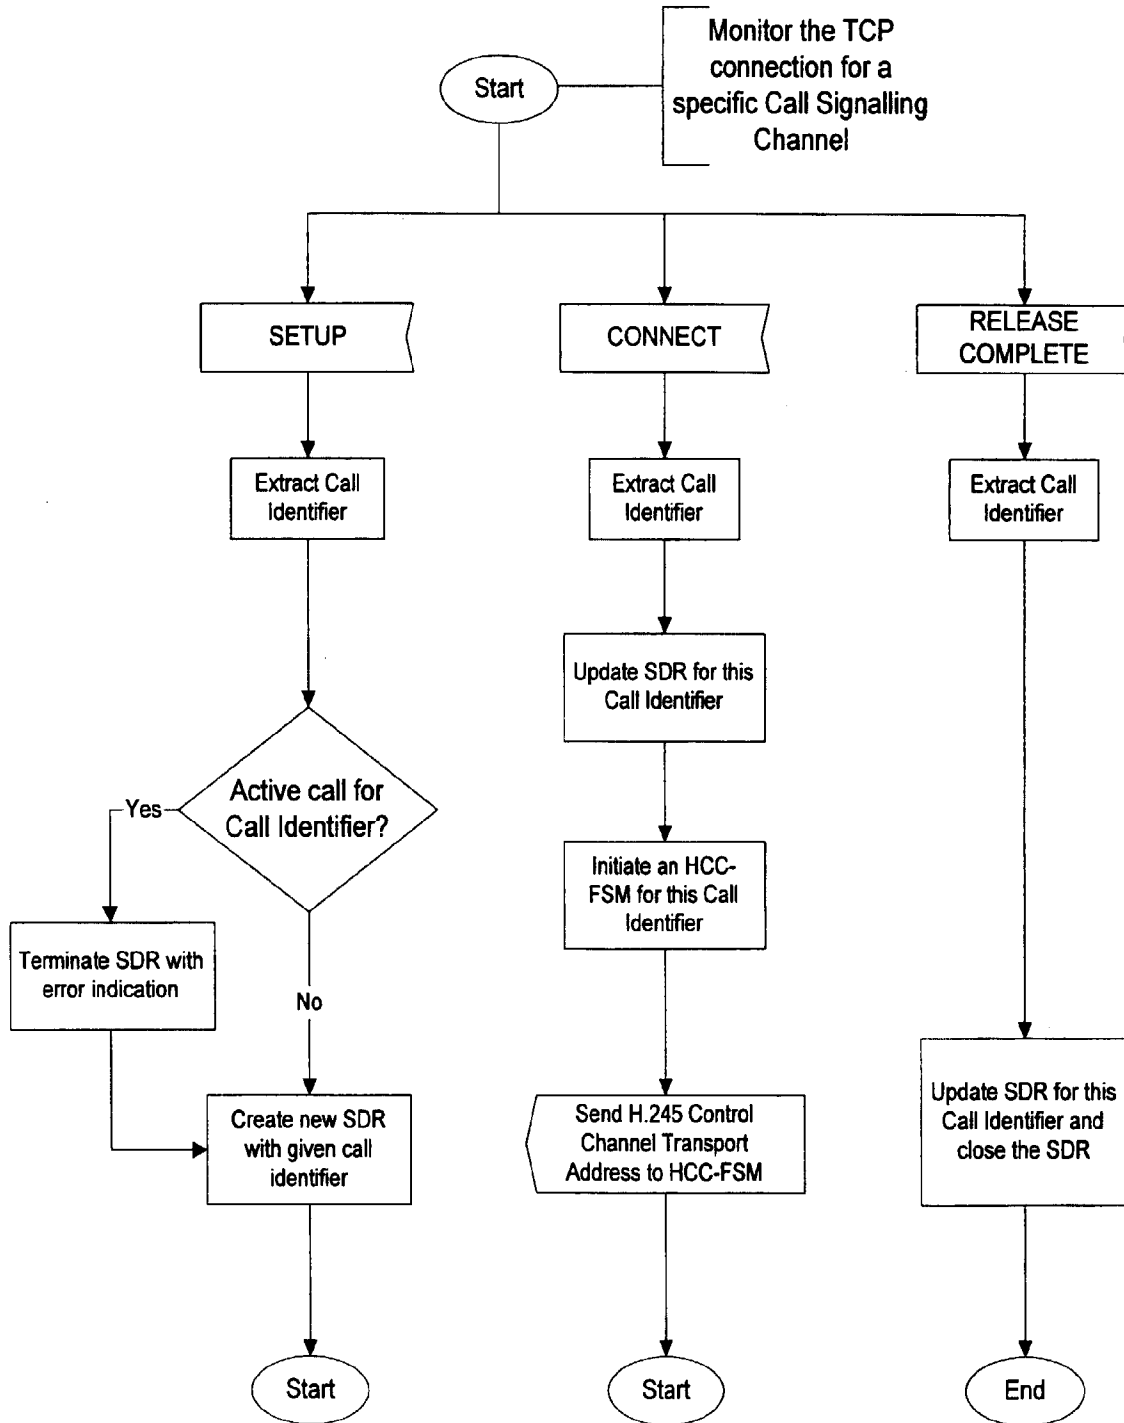 Start
Monitor the TCP
connection for a
specific Call Signalling
Channel
SETUP
CONNECT
RELEASE
COMPLETE
Extract Call
Identifier
Extract Call
Identifier
Extract Call
Identifier
Update SDR for this
Call Identifier
Active call for
Call Identifier?
Yes
No
Initiate an HCC-
FSM for this Call
Identifier
Terminate SDR with
error indication
Create new SDR
with given call
identifier
Send H.245 Control
Channel Transport
Address to HCC-FSM
Update SDR for this
Call Identifier and
close the SDR
Start
Start
End